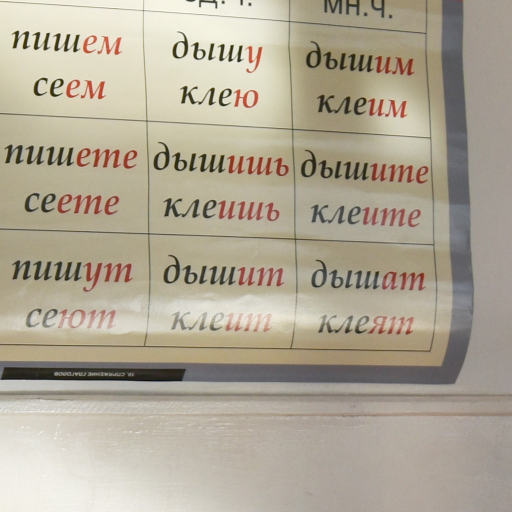 ед. ч. мн.ч.
пишем дышу дышим
сеем клею клеим
пишете дышишь дышите
сеете клеишь клеите
пишут дышит дышат
сеют клеит клеят
19. СПРЯЖЕНИЕ ГЛАГОЛОВ